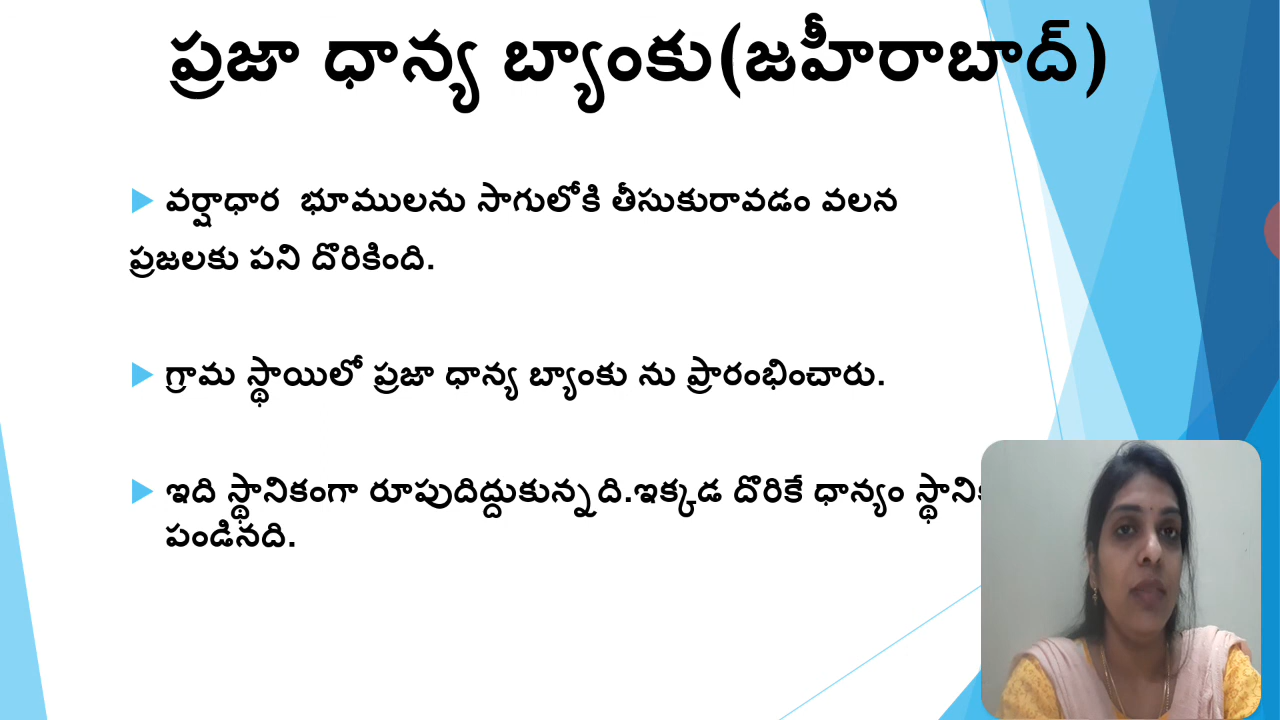 ప్రజా ధాన్య బ్యాంకు(జహీరాబాద్)
వర్షాధార భూములను సాగులోకి తీసుకురావడం వలన
ప్రజలకు పని దొరికింది.
గ్రామ స్థాయిలో ప్రజా ధాన్య బ్యాంకు ను ప్రారంభించారు.
ఇది స్థానికంగా రూపుదిద్దుకున్నది.ఇక్కడ దొరికే ధాన్యం
పండినది.